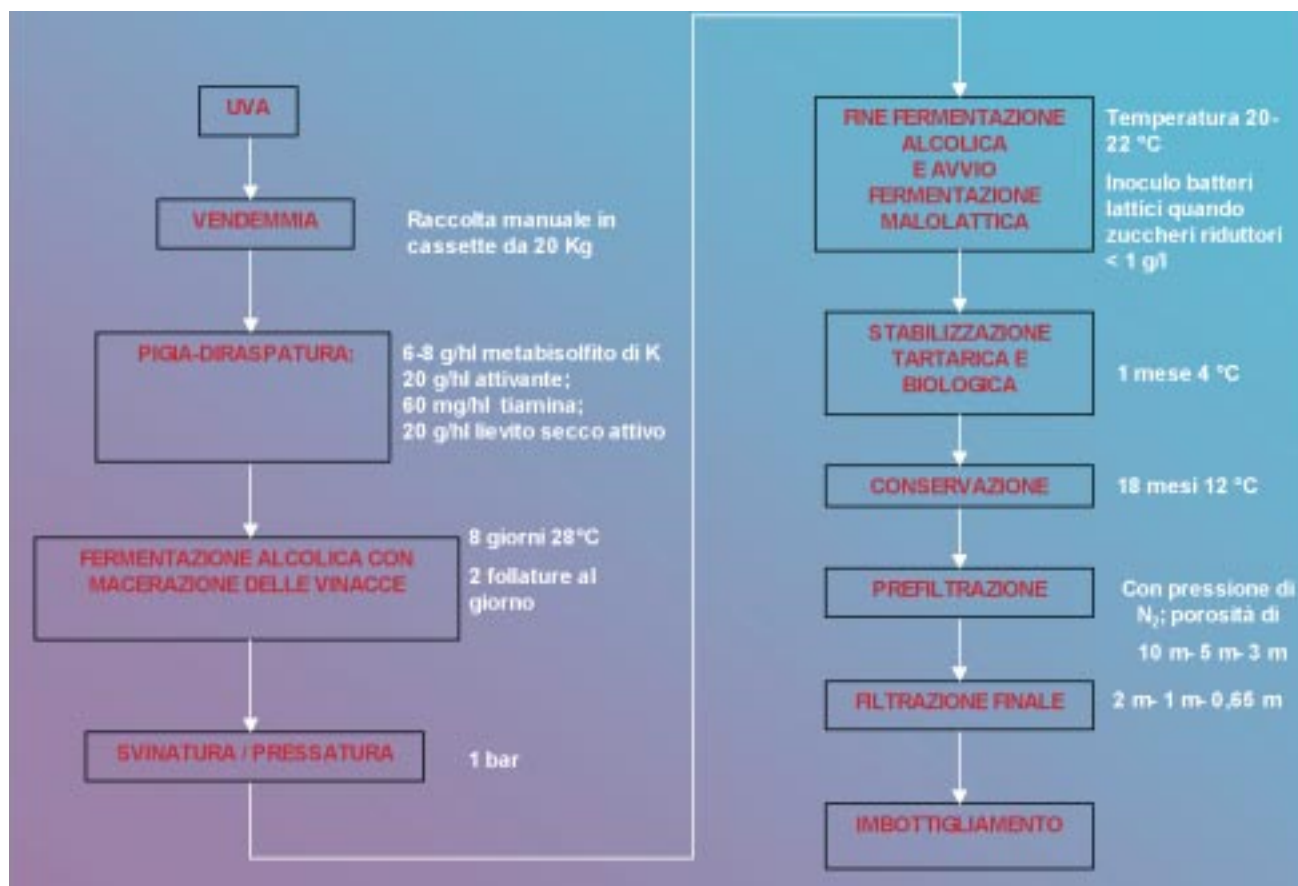 UVA
VENDEMMIA
Raccolta manuale in
cassette da 20 Kg
PIGIA-DIRASPATURA:
6-8 g/hl metabisolfito di K
20 g/hl attivante;
60 mg/hl tiamina;
20 g/hl lievito secco attivo
FERMENTAZIONE ALCOLICA CON
MACERAZIONE DELLE VINACCE
8 giorni 28°C
2 follature al
giorno
SVINATURA / PRESSATURA
1 bar
FINE FERMENTAZIONE
ALCOLICA
E AVVIO
FERMENTAZIONE
MALOLATTICA
Temperatura 20-
22 °C
Inoculo batteri
lattici quando
zuccheri riduttori
< 1 g/l
STABILIZZAZIONE
TARTARICA E
BIOLOGICA
1 mese 4 °C
CONSERVAZIONE
18 mesi 12 °C
PREFILTRAZIONE
Con pressione di
N₂; porosità di
10 m- 5 m- 3 m
FILTRAZIONE FINALE
2 m- 1 m- 0,65 m
IMBOTTIGLIAMENTO